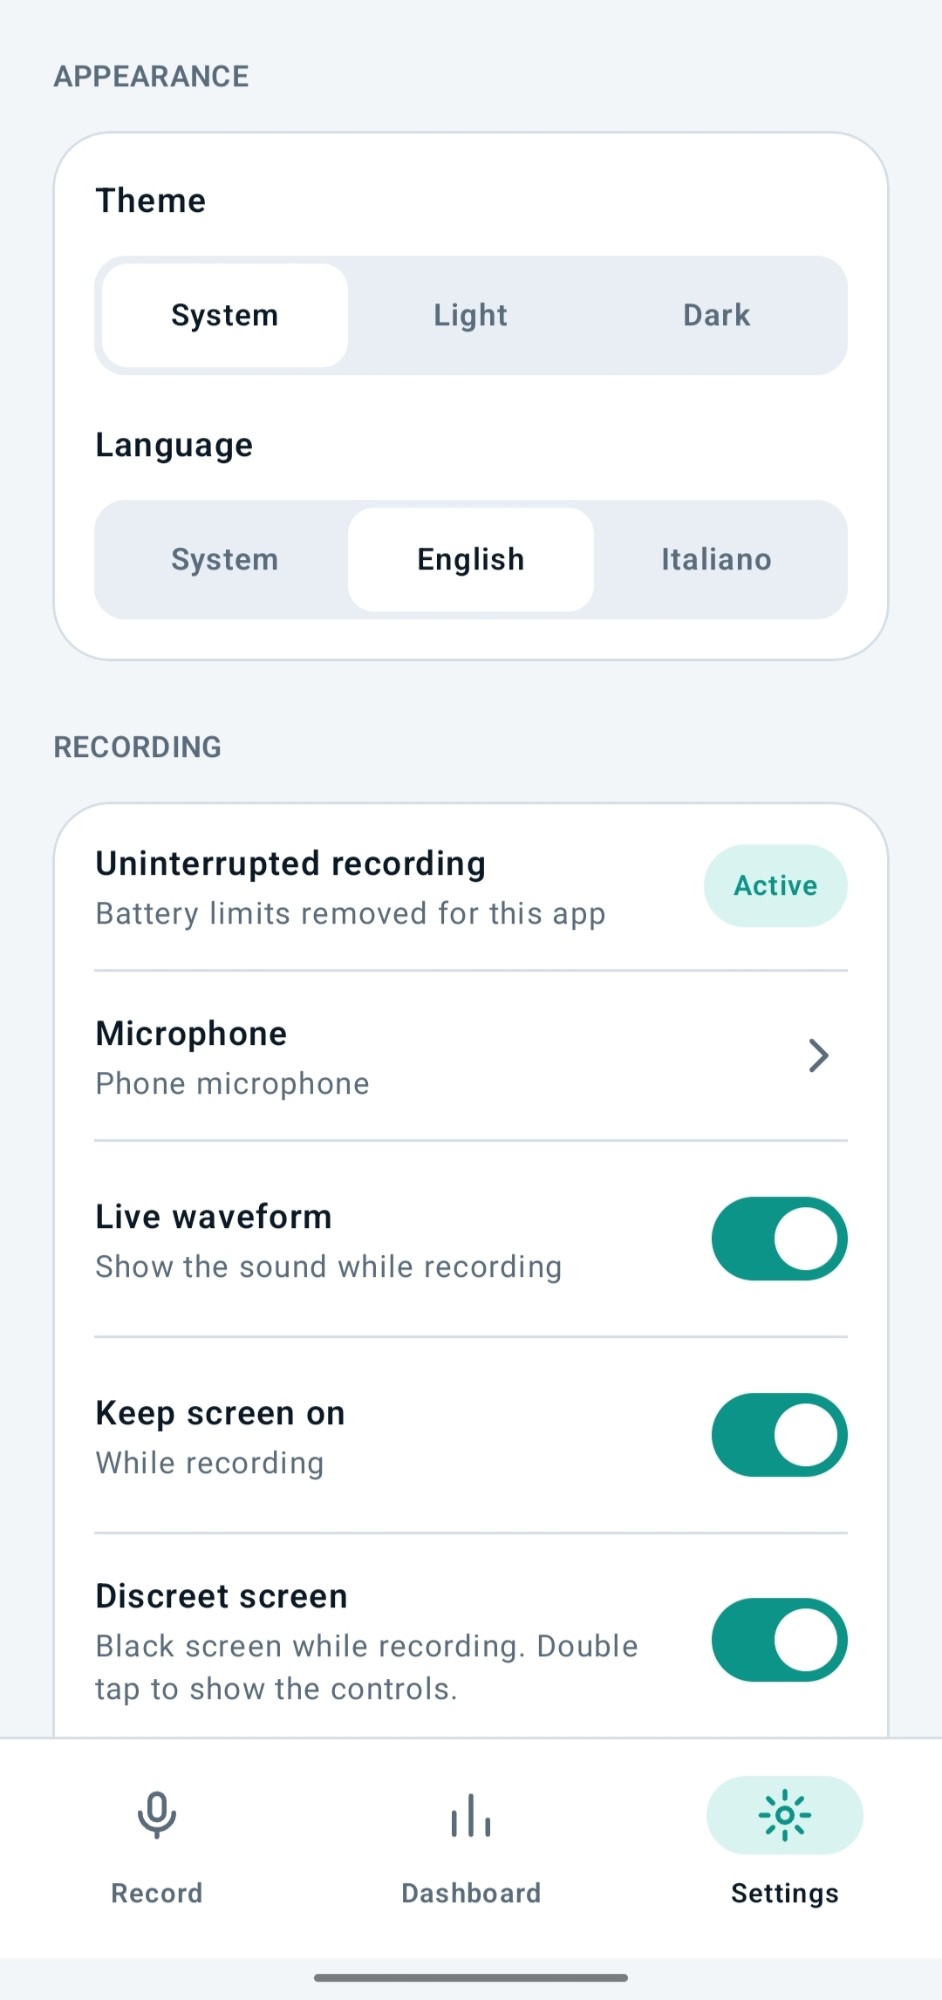 APPEARANCE
Theme
System Light Dark
Language
System English Italiano
RECORDING
Uninterrupted recording
Battery limits removed for this app
Active
Microphone
Phone microphone
Live waveform
Show the sound while recording
Keep screen on
While recording
Discreet screen
Black screen while recording. Double
tap to show the controls.
Record Dashboard Settings